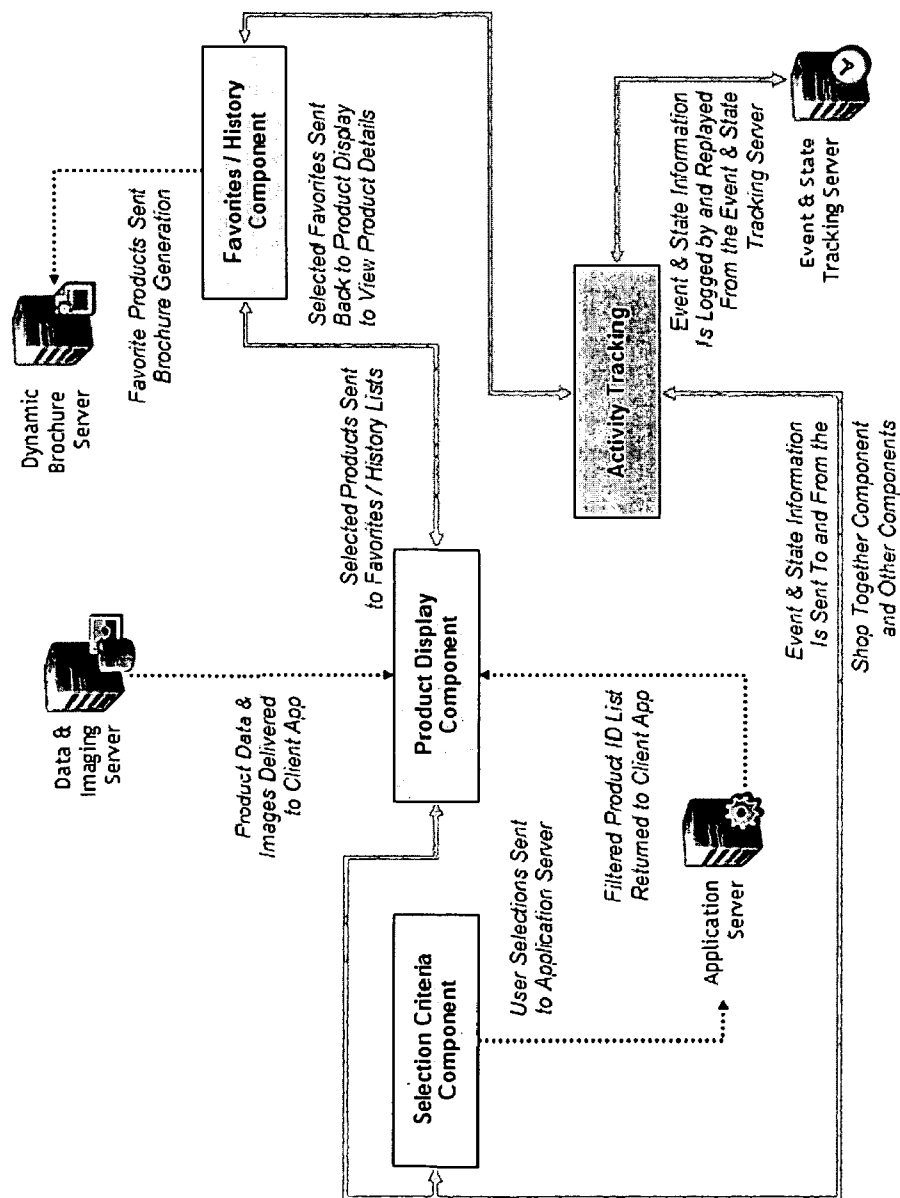 Data &
Imaging
Server
Dynamic
Brochure
Server
Product Data &
Images Delivered
to Client App
Favorite Products Sent
Brochure Generation
Selection Criteria
Component
Product Display
Component
Favorites / History
Component
Selected Products Sent
to Favorites / History Lists
Selected Favorites Sent
Back to Product Display
to View Product Details
User Selections Sent
to Application Server
Filtered Product ID List
Returned to Client App
Activity Tracking
Event & State Information
Is Logged by and Replayed
From the Event & State
Tracking Server
Application
Server
Event & State Information
Is Sent To and From the
Shop Together Component
and Other Components
Event & State
Tracking Server
A